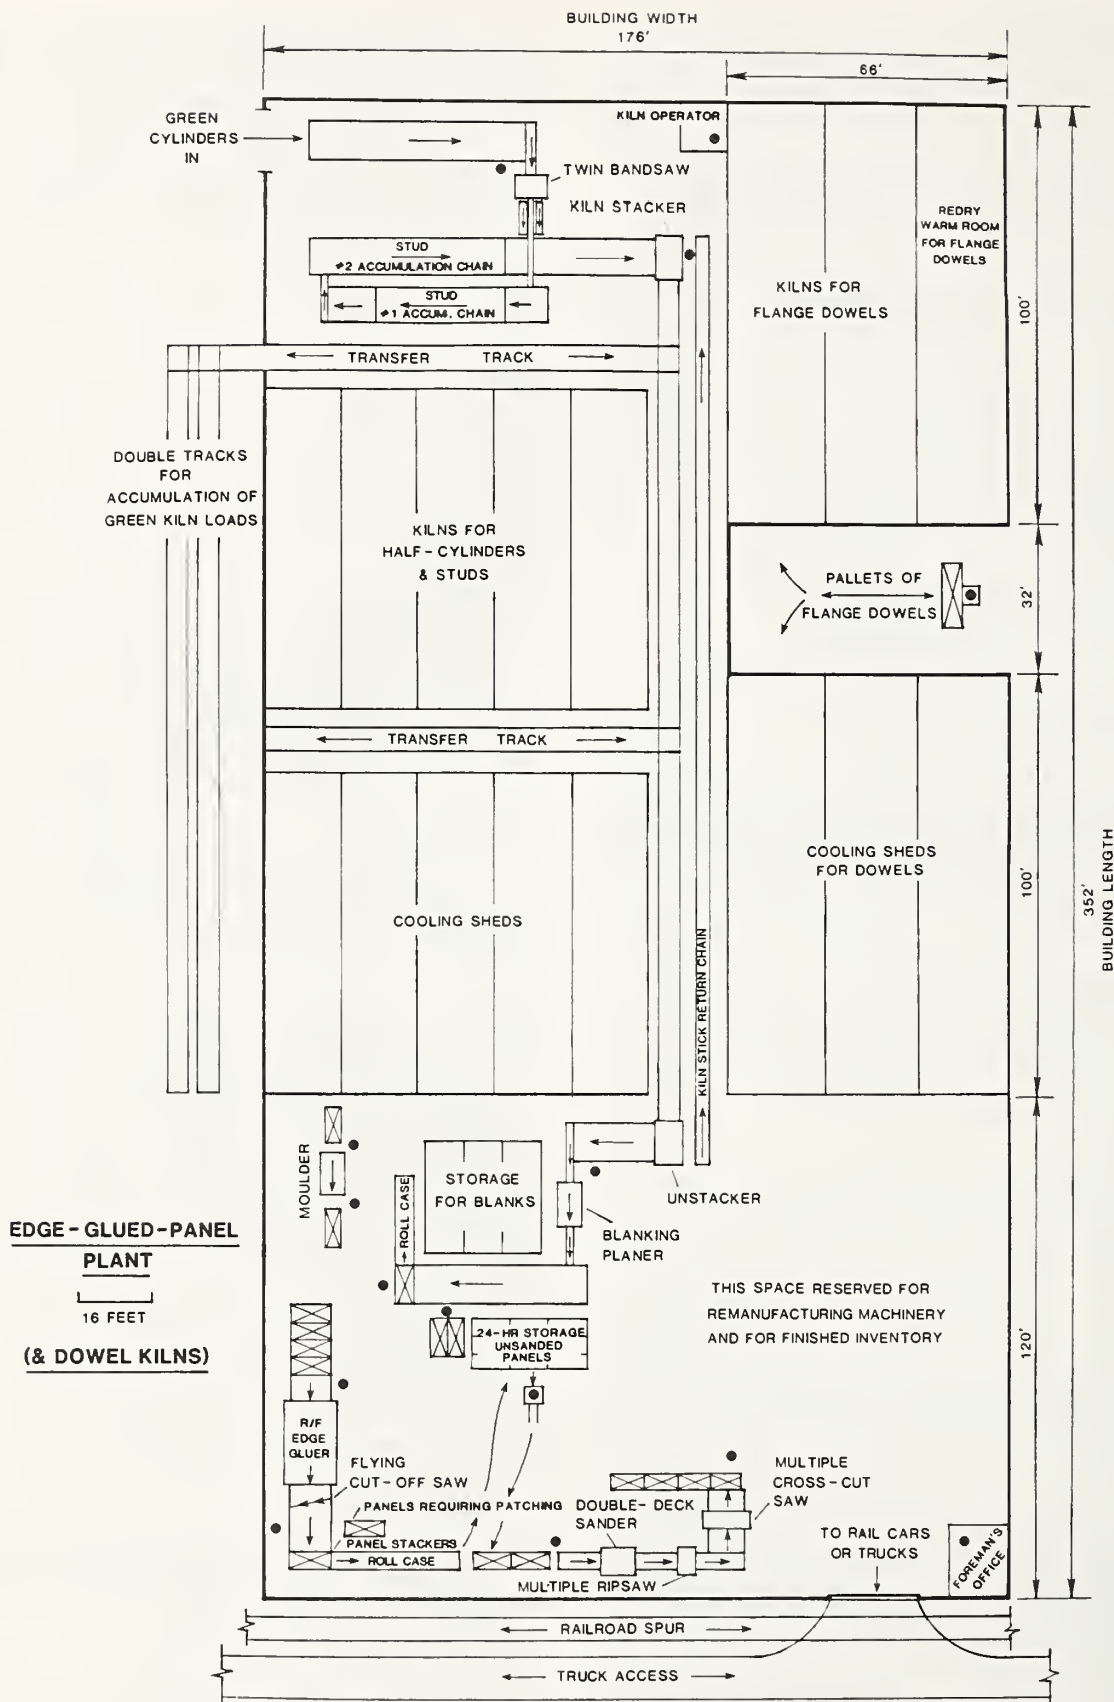 BUILDING WIDTH
176'
66'
GREEN
CYLINDERS
IN
KILN OPERATOR
TWIN BANDSAW
KILN STACKER
STUD
#2 ACCUMULATION CHAIN
STUD
#1 ACCUM. CHAIN
REDRY
WARM ROOM
FOR FLANGE
DOWELS
KILNS FOR
FLANGE DOWELS
100'
TRANSFER TRACK
DOUBLE TRACKS
FOR
ACCUMULATION OF
GREEN KILN LOADS
KILNS FOR
HALF-CYLINDERS
& STUDS
PALLETS OF
FLANGE DOWELS
32'
TRANSFER TRACK
COOLING SHEDS
COOLING SHEDS
FOR DOWELS
100'
352'
BUILDING LENGTH
KILN STICK RETURN CHAIN
MOULDER
ROLL CASE
STORAGE
FOR BLANKS
UNSTACKER
BLANKING
PLANER
EDGE-GLUED-PANEL
PLANT
16 FEET
(& DOWEL KILNS)
THIS SPACE RESERVED FOR
REMANUFACTURING MACHINERY
AND FOR FINISHED INVENTORY
120'
24-HR STORAGE
UNSANDED
PANELS
R/F
EDGE
GLUER
FLYING
CUT-OFF SAW
PANELS REQUIRING PATCHING
PANEL STACKERS
ROLL CASE
DOUBLE-DECK
SANDER
MULTIPLE
CROSS-CUT
SAW
MULTIPLE RIPSAW
TO RAIL CARS
OR TRUCKS
FOREMAN'S
OFFICE
RAILROAD SPUR
TRUCK ACCESS